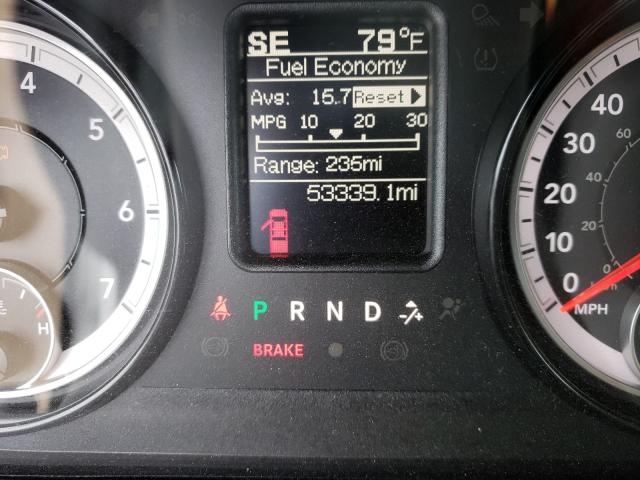 SE 79°F
Fuel Economy
Avg: 15.7 Reset
MPG 10 20 30
Range: 235mi
53339.1mi
4
5
6
7
H
40
30
20
10
0
MPH
60
40
20
0
P R N D
BRAKE